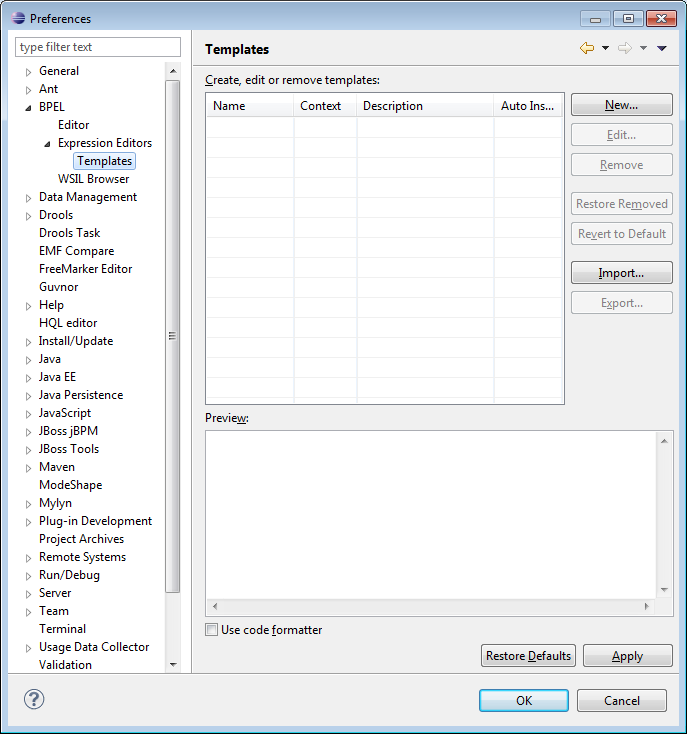 Preferences
type filter text
General
Ant
BPEL
Editor
Expression Editors
Templates
WSIL Browser
Data Management
Drools
Drools Task
EMF Compare
FreeMarker Editor
Guvnor
Help
HQL editor
Install/Update
Java
Java EE
Java Persistence
JavaScript
JBoss jBPM
JBoss Tools
Maven
ModeShape
Mylyn
Plug-in Development
Project Archives
Remote Systems
Run/Debug
Server
Team
Terminal
Usage Data Collector
Validation
Templates
Create, edit or remove templates:
Name Context Description Auto Ins...
New...
Edit...
Remove
Restore Removed
Revert to Default
Import...
Export...
Preview:
Use code formatter
Restore Defaults Apply
? OK Cancel